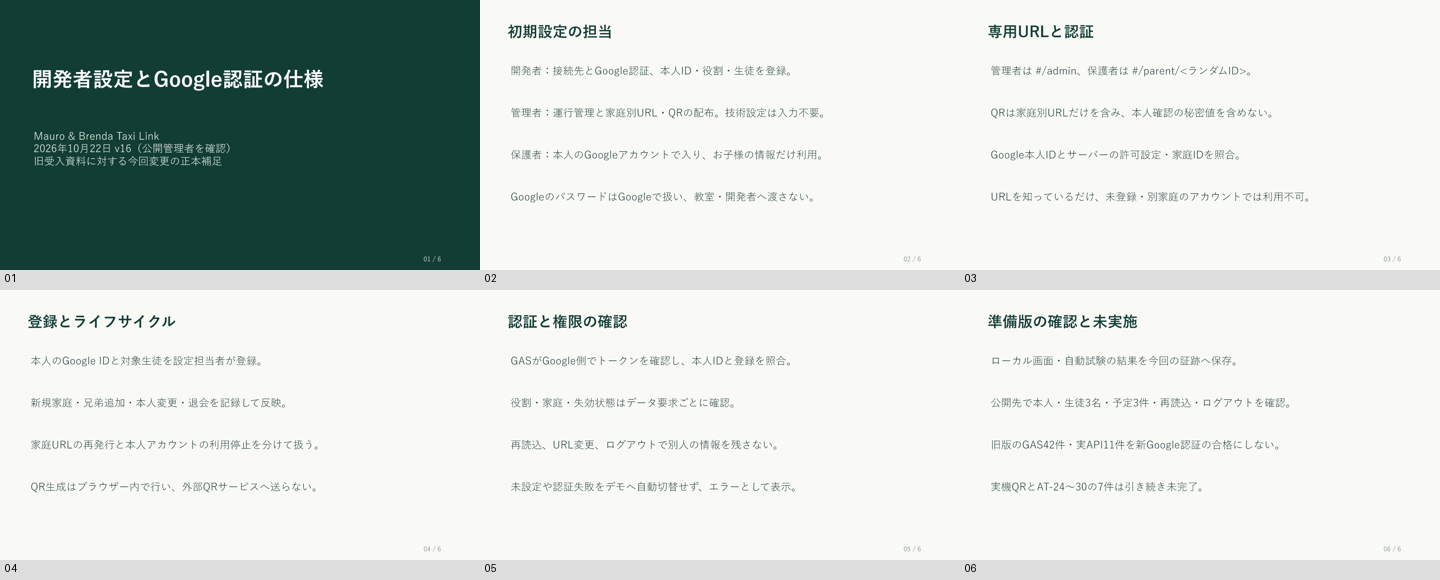 開発者設定とGoogle認証の仕様
Mauro & Brenda Taxi Link
2026年10月22日 v16（公開管理者を確認）
旧受入資料に対する今回変更の正本補足
01 / 6
01
初期設定の担当
開発者：接続先とGoogle認証、本人ID・役割・生徒を登録。
管理者：運行管理と家庭別URL・QRの配布。技術設定は入力不要。
保護者：本人のGoogleアカウントで入り、お子様の情報だけ利用。
GoogleのパスワードはGoogleで扱い、教室・開発者へ渡さない。
02 / 6
02
専用URLと認証
管理者は #/admin、保護者は #/parent/<ランダムID>。
QRは家庭別URLだけを含み、本人確認の秘密値を含めない。
Google本人IDとサーバーの許可設定・家庭IDを照合。
URLを知っているだけ、未登録・別家庭のアカウントでは利用不可。
03 / 6
03
登録とライフサイクル
本人のGoogle IDと対象生徒を設定担当者が登録。
新規家庭・兄弟追加・本人変更・退会を記録して反映。
家庭URLの再発行と本人アカウントの利用停止を分けて扱う。
QR生成はブラウザー内で行い、外部QRサービスへ送らない。
04 / 6
04
認証と権限の確認
GASがGoogle側でトークンを確認し、本人IDと登録を照合。
役割・家庭・失効状態はデータ要求ごとに確認。
再読込、URL変更、ログアウトで別人の情報を残さない。
未設定や認証失敗をデモへ自動切替せず、エラーとして表示。
05 / 6
05
準備版の確認と未実施
ローカル画面・自動試験の結果を今回の証跡へ保存。
公開先で本人・生徒3名・予定3件・再読込・ログアウトを確認。
旧版のGAS42件・実API11件を新Google認証の合格にしない。
実機QRとAT-24〜30の7件は引き続き未完了。
06 / 6
06